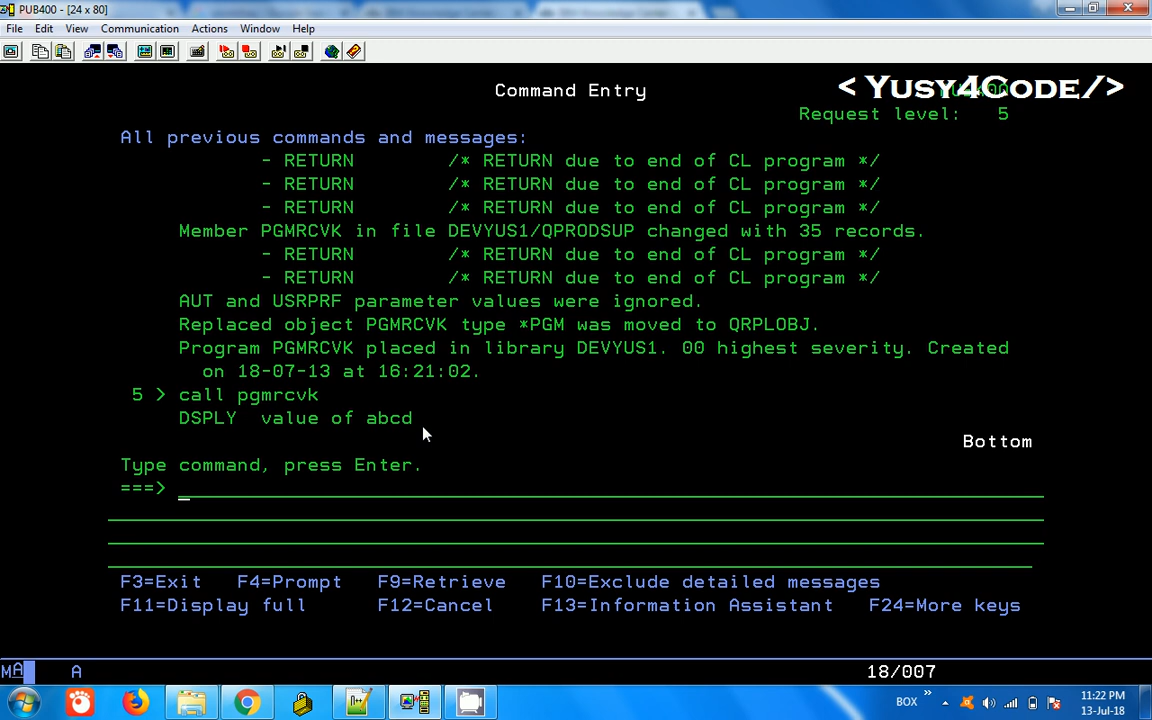 PUB400 - [24 x 80]
File Edit View Communication Actions Window Help
< Yusy4Code/>
Command Entry
Request level: 5
All previous commands and messages:
- RETURN /* RETURN due to end of CL program */
- RETURN /* RETURN due to end of CL program */
- RETURN /* RETURN due to end of CL program */
Member PGMRCVK in file DEVYUS1/QPRODSUP changed with 35 records.
- RETURN /* RETURN due to end of CL program */
- RETURN /* RETURN due to end of CL program */
AUT and USRPRF parameter values were ignored.
Replaced object PGMRCVK type *PGM was moved to QRPLOBJ.
Program PGMRCVK placed in library DEVYUS1. 00 highest severity. Created
on 18-07-13 at 16:21:02.
5 > call pgmrcvk
DSPLY value of abcd
Bottom
Type command, press Enter.
===>
F3=Exit F4=Prompt F9=Retrieve F10=Exclude detailed messages
F11=Display full F12=Cancel F13=Information Assistant F24=More keys
MA A 18/007
BOX 11:22 PM
13-Jul-18